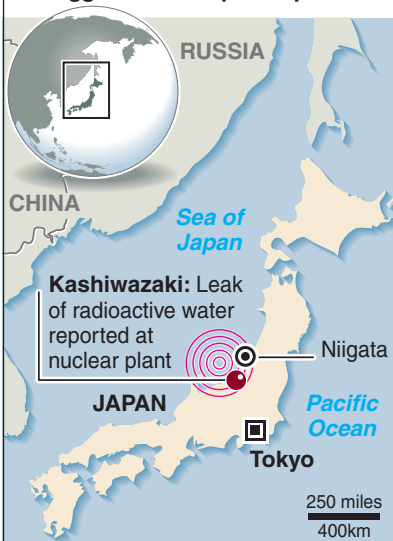 RUSSIA
CHINA
Sea of
Japan
Kashiwazaki: Leak
of radioactive water
reported at
nuclear plant
Niigata
JAPAN
Pacific
Ocean
Tokyo
250 miles
400km